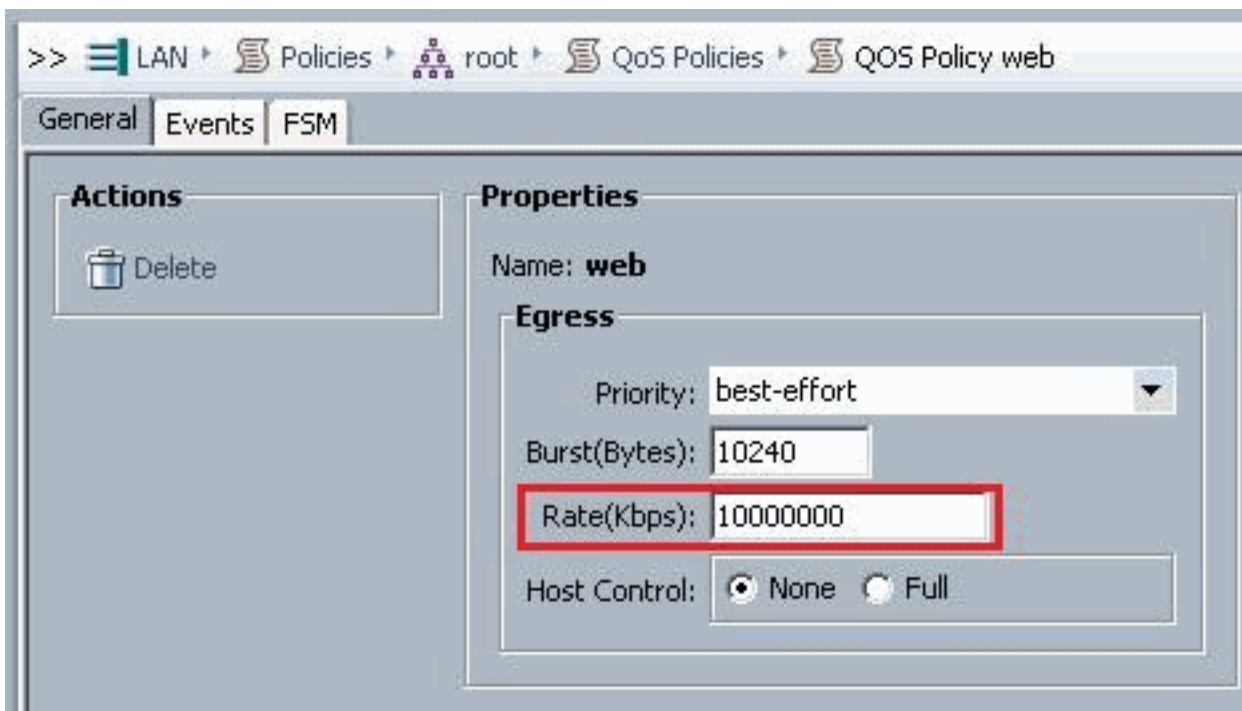 >> LAN Policies root QoS Policies QOS Policy web
General Events FSM
Actions
Delete
Properties
Name: web
Egress
Priority: best-effort
Burst(Bytes): 10240
Rate(Kbps): 10000000
Host Control: None Full